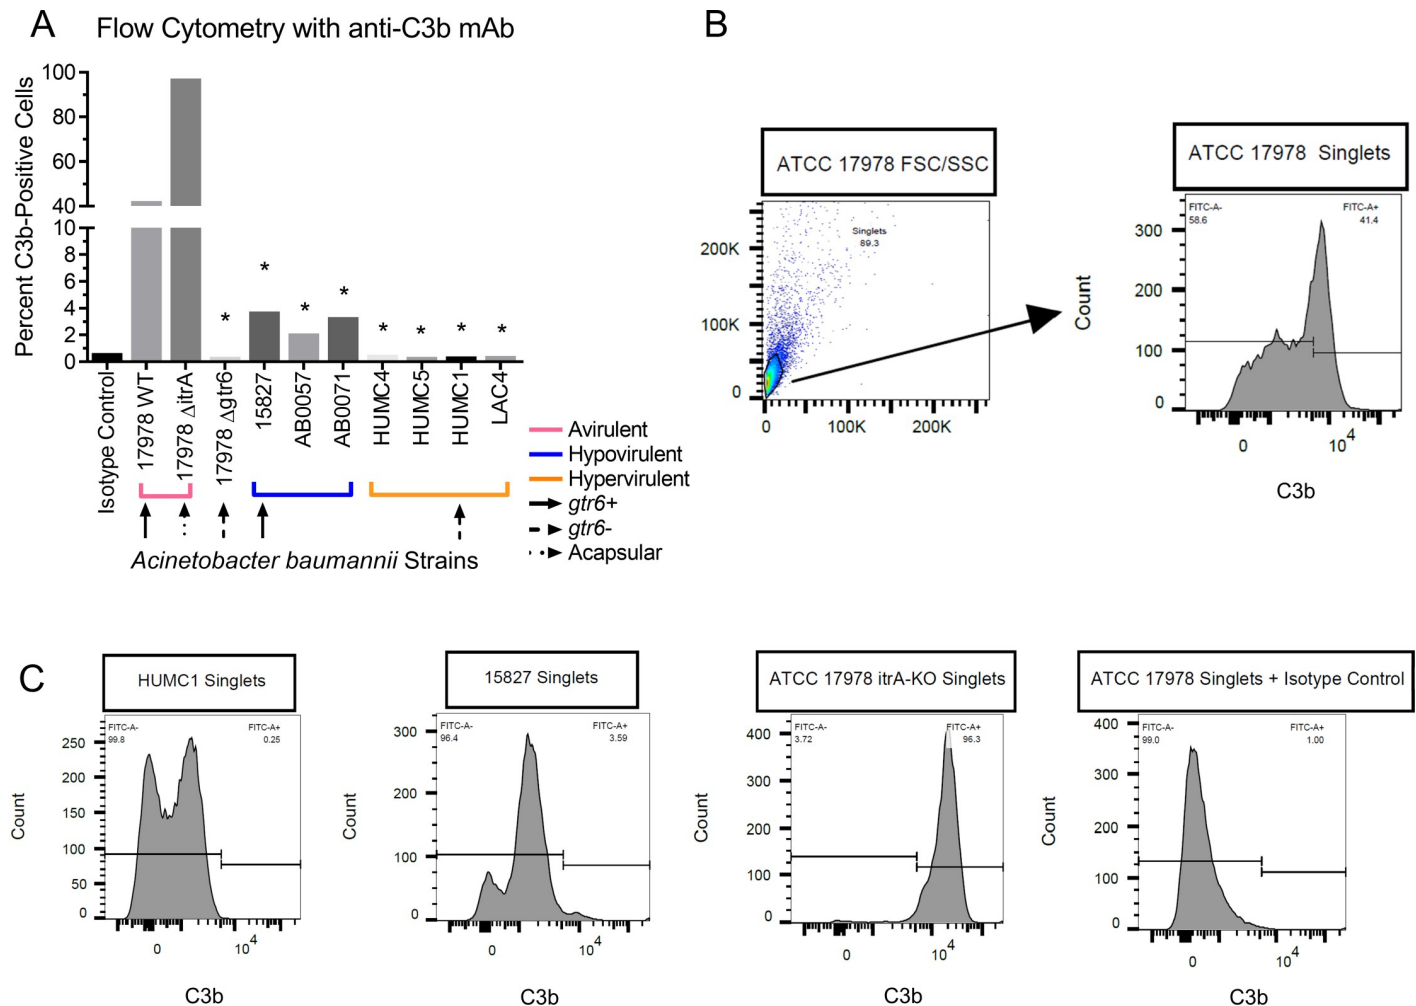 A
Flow Cytometry with anti-C3b mAb
Percent C3b-Positive Cells
100
80
60
40
10
8
6
4
2
0
*
*
*
*
*
*
*
*
Isotype Control
17978 WT
17978 ΔitrA
17978 Δgtr6
15827
AB0057
AB0071
HUMC4
HUMC5
HUMC1
LAC4
Acinetobacter baumannii Strains
Avirulent
Hypovirulent
Hypervirulent
gtr6+
gtr6-
Acapsular
B
ATCC 17978 FSC/SSC
Singlets
89.3
200K
100K
0
0 100K 200K
ATCC 17978 Singlets
FITC-A-
58.6
FITC-A+
41.4
Count
300
200
100
0
0 10⁴
C3b
C
HUMC1 Singlets
FITC-A-
99.8
FITC-A+
0.25
Count
250
200
150
100
50
0
0 10⁴
C3b
15827 Singlets
FITC-A-
96.4
FITC-A+
3.59
Count
300
200
100
0
0 10⁴
C3b
ATCC 17978 itrA-KO Singlets
FITC-A-
3.72
FITC-A+
96.3
Count
400
300
200
100
0
0 10⁴
C3b
ATCC 17978 Singlets + Isotype Control
FITC-A-
99.0
FITC-A+
1.00
Count
400
300
200
100
0
0 10⁴
C3b